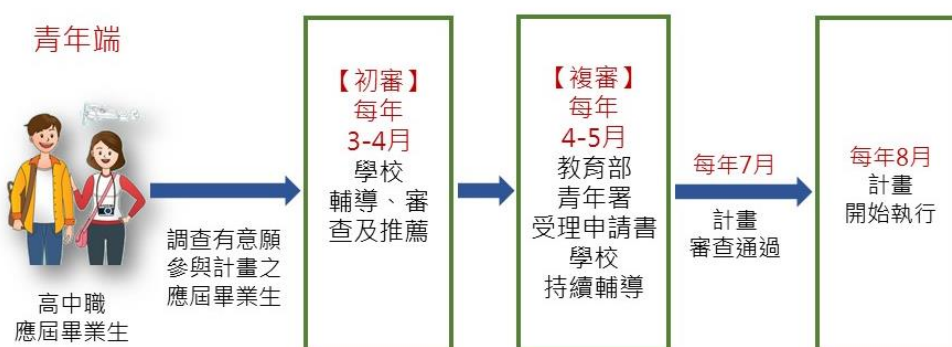 青年端
高中職
應屆畢業生
調查有意願
參與計畫之
應屆畢業生
【初審】
每年
3-4月
學校
輔導、審
查及推薦
【複審】
每年
4-5月
教育部
青年署
受理申請書
學校
持續輔導
每年7月
計畫
審查通過
每年8月
計畫
開始執行